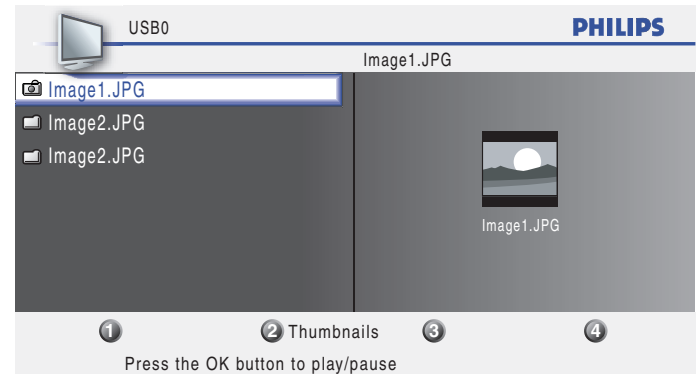 USB0
PHILIPS
Image1.JPG
Image1.JPG
Image2.JPG
Image2.JPG
Image1.JPG
1 2 Thumbnails 3 4
Press the OK button to play/pause